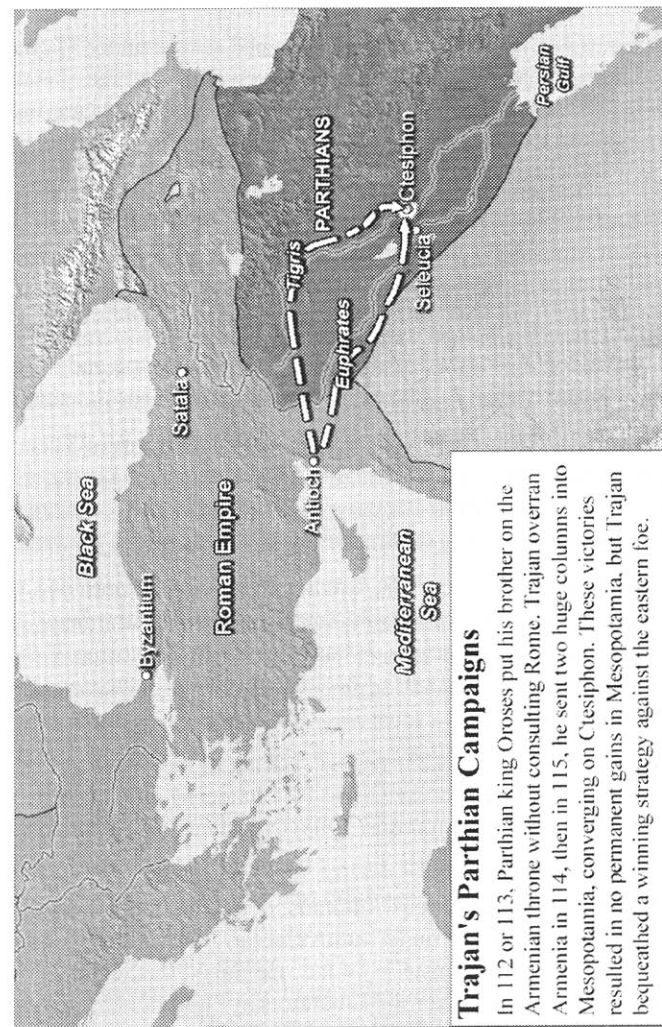 Black Sea
Byzantium
Satala
Roman Empire
Tigris
PARTHIANS
Antioch
Euphrates
Ctesiphon
Seleucia
Mediterranean
Sea
Persian
Gulf
Trajan's Parthian Campaigns
In 112 or 113, Parthian king Oroses put his brother on the
Armenian throne without consulting Rome. Trajan overran
Armenia in 114, then in 115, he sent two huge columns into
Mesopotamia, converging on Ctesiphon. These victories
resulted in no permanent gains in Mesopotamia, but Trajan
bequeathed a winning strategy against the eastern foe.